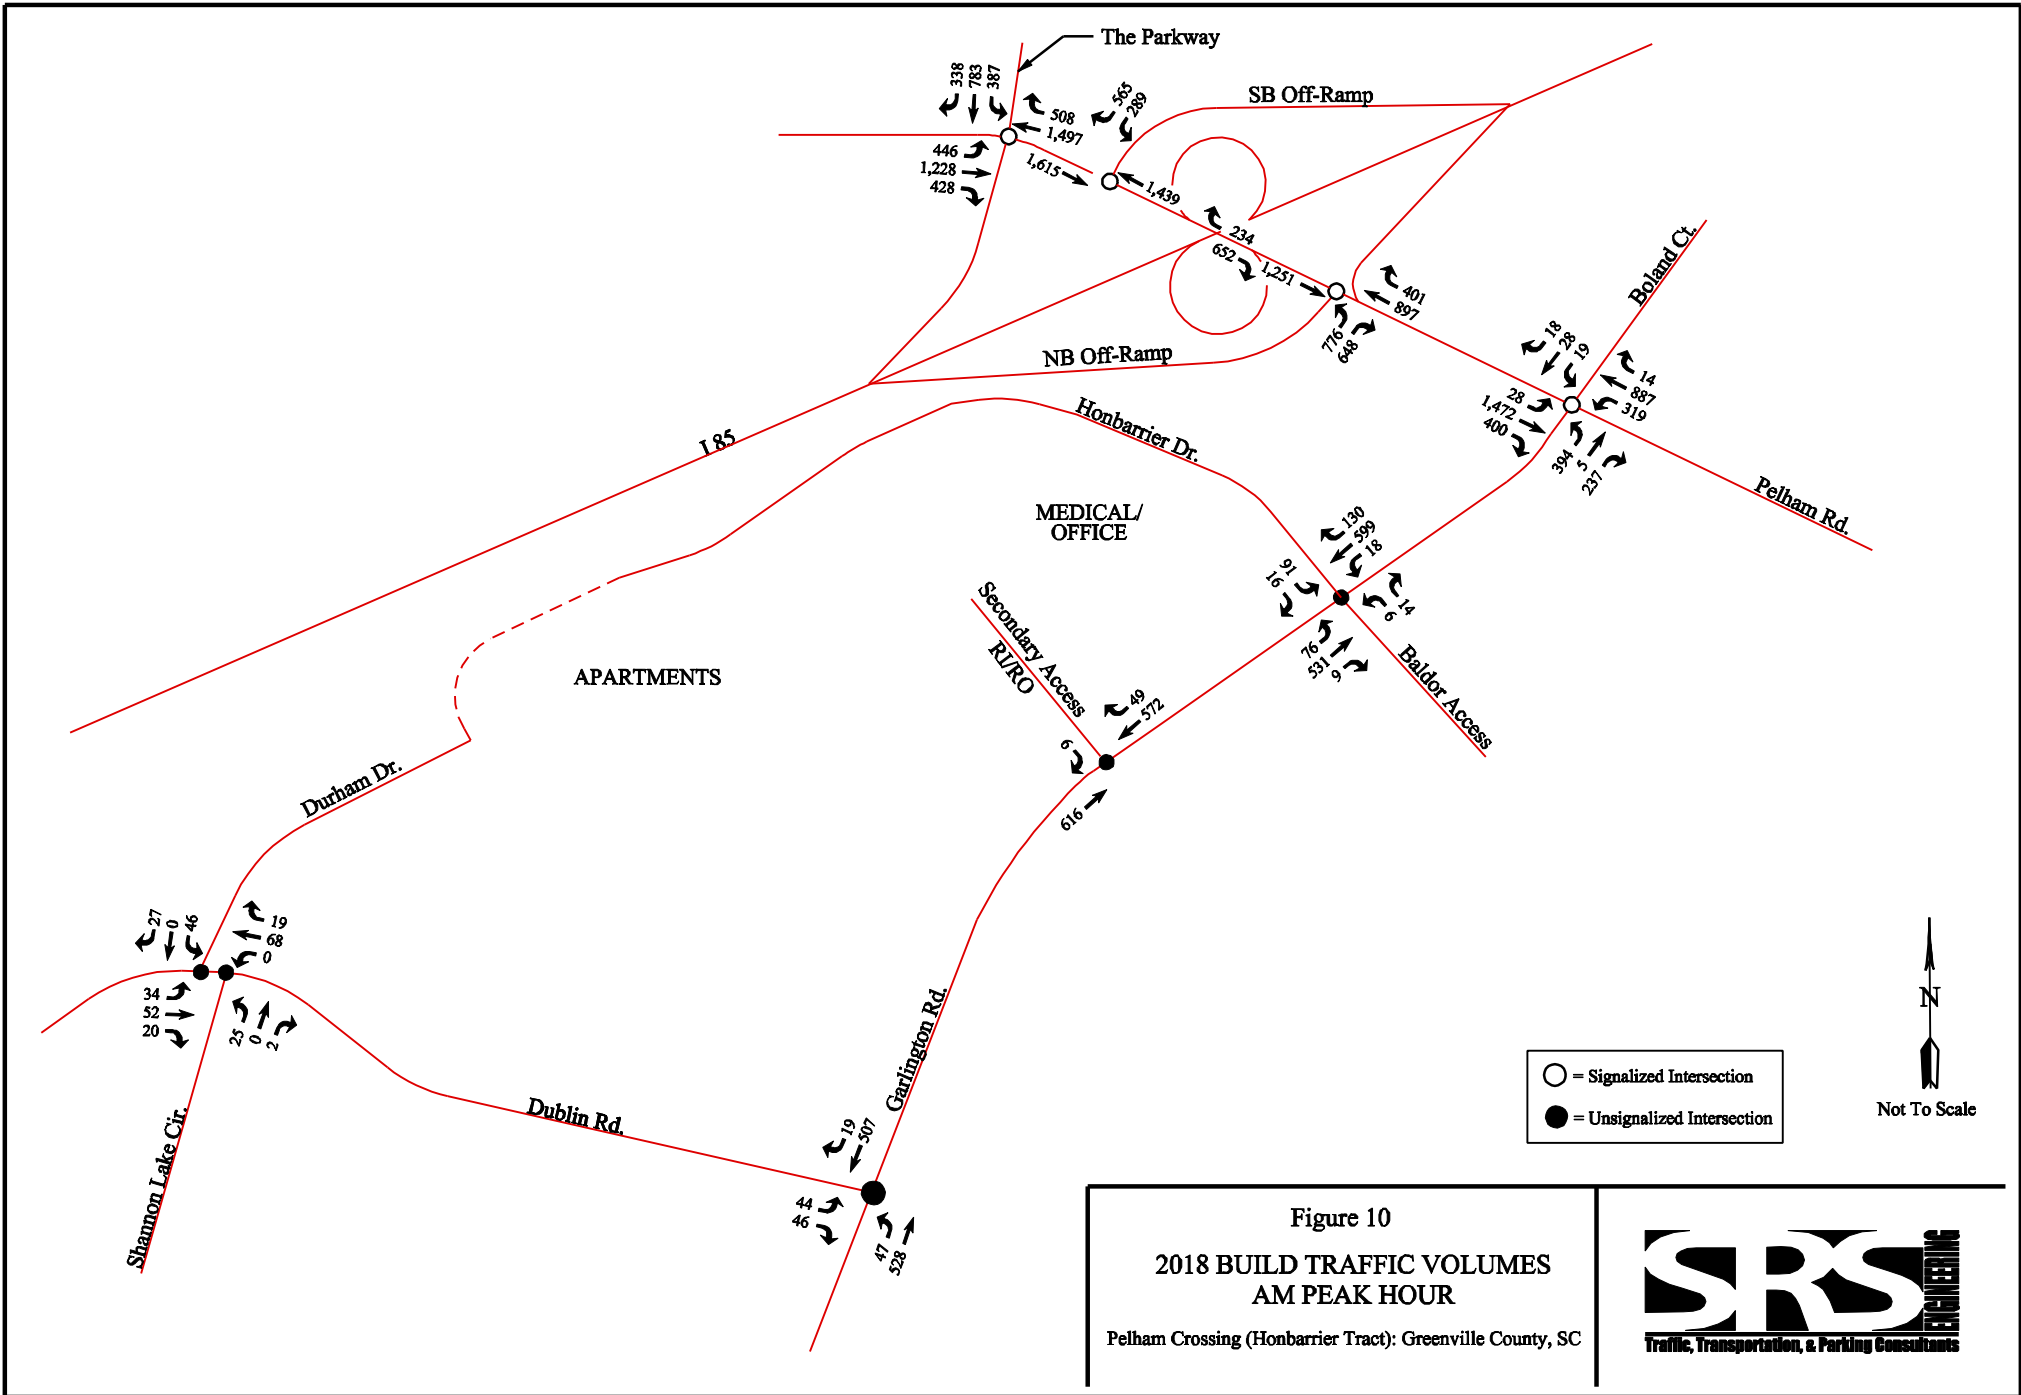 The Parkway
338
783
387
508
1,497
446
1,228
428
1,615
565
289
SB Off-Ramp
1,439
234
652
1,251
401
897
776
648
NB Off-Ramp
I 85
Boland Ct.
18
28
19
14
887
319
28
1,472
400
394
5
237
Pelham Rd.
Honbarrier Dr.
MEDICAL/
OFFICE
130
599
18
91
16
14
6
76
531
9
Baldor Access
Secondary Access
RI/RO
49
572
6
616
APARTMENTS
Durham Dr.
27
0
46
19
68
0
34
52
20
25
0
2
Shannon Lake Cir.
Dublin Rd.
Garlington Rd.
19
507
44
46
47
528
N
Not To Scale
= Signalized Intersection
= Unsignalized Intersection
Figure 10
2018 BUILD TRAFFIC VOLUMES
AM PEAK HOUR
Pelham Crossing (Honbarrier Tract): Greenville County, SC
SRS
ENGINEERING
Traffic, Transportation, & Parking Consultants